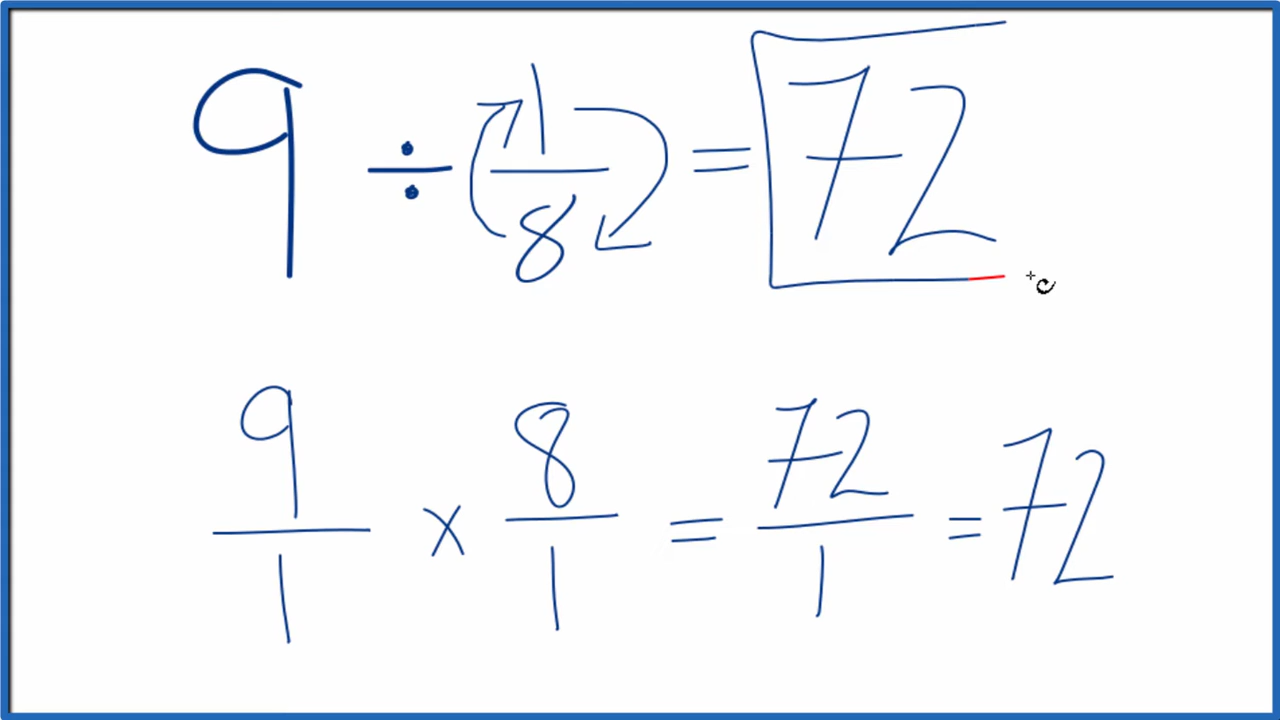 9 ÷ 1/8 = 72
9/1 × 8/1 = 72/1 = 72